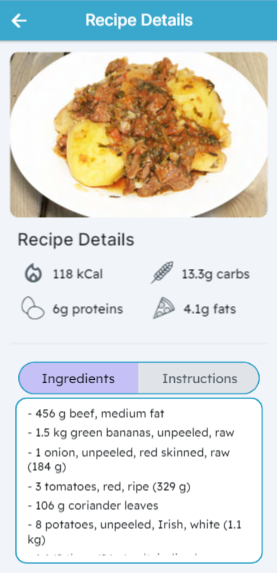 Recipe Details
Recipe Details
118 kCal
13.3g carbs
6g proteins
4.1g fats
Ingredients
Instructions
- 456 g beef, medium fat
- 1.5 kg green bananas, unpeeled, raw
- 1 onion, unpeeled, red skinned, raw
(184 g)
- 3 tomatoes, red, ripe (329 g)
- 106 g coriander leaves
- 8 potatoes, unpeeled, Irish, white (1.1
kg)